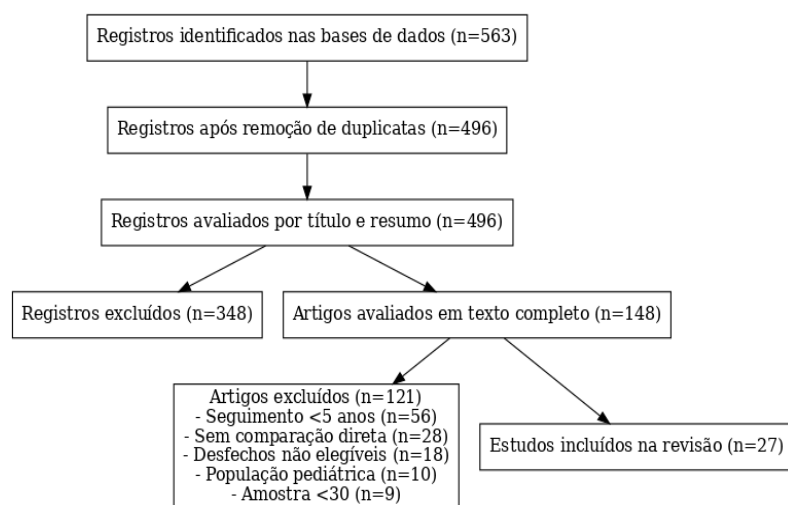 Registros identificados nas bases de dados (n=563)
Registros após remoção de duplicatas (n=496)
Registros avaliados por título e resumo (n=496)
Registros excluídos (n=348)
Artigos avaliados em texto completo (n=148)
Artigos excluídos (n=121)
- Seguimento <5 anos (n=56)
- Sem comparação direta (n=28)
- Desfechos não elegíveis (n=18)
- População pediátrica (n=10)
- Amostra <30 (n=9)
Estudos incluídos na revisão (n=27)